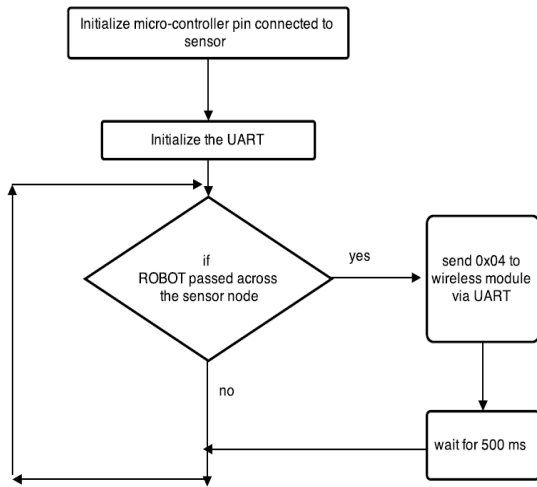 Initialize micro-controller pin connected to
sensor
Initialize the UART
if
ROBOT passed across
the sensor node
yes
send 0x04 to
wireless module
via UART
no
wait for 500 ms